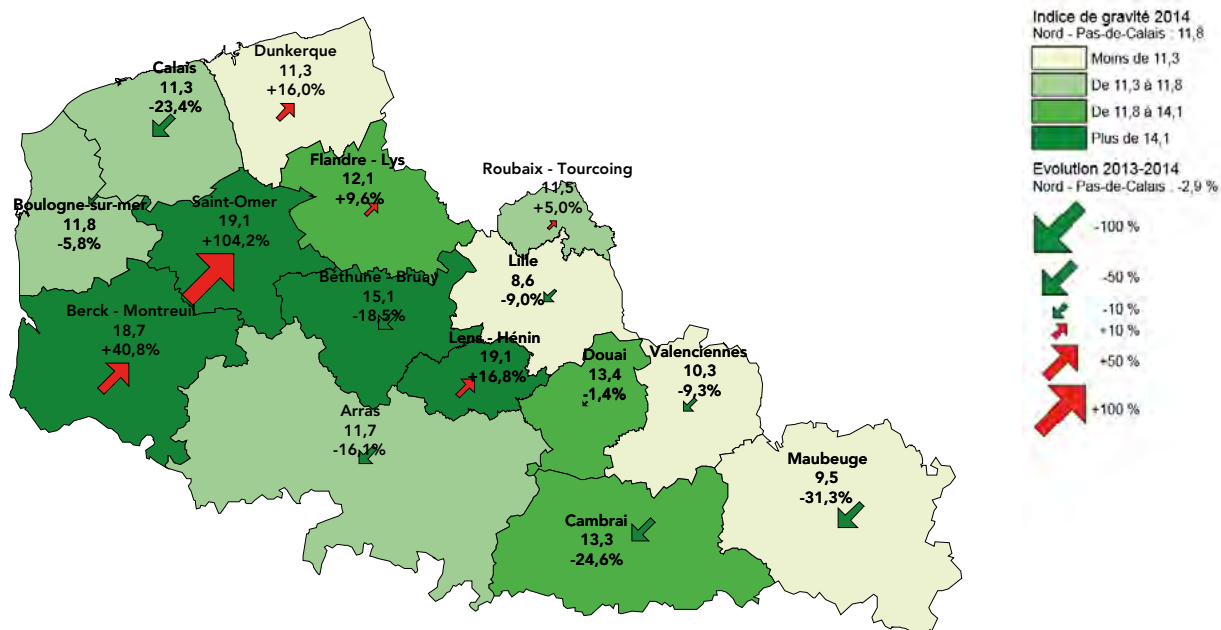 Dunkerque
11,3
+16,0%
Calais
11,3
-23,4%
Flandre - Lys
12,1
+9,6%
Roubaix - Tourcoing
11,5
+5,0%
Boulogne-sur-mer
11,8
-5,8%
Saint-Omer
19,1
+104,2%
Lille
8,6
-9,0%
Béthune - Bruay
15,1
-18,5%
Berck - Montreuil
18,7
+40,8%
Lens - Hénin
19,1
+16,8%
Douai
13,4
-1,4%
Valenciennes
10,3
-9,3%
Arras
11,7
-16,1%
Maubeuge
9,5
-31,3%
Cambrai
13,3
-24,6%
Indice de gravité 2014
Nord - Pas-de-Calais : 11,8
Moins de 11,3
De 11,3 à 11,8
De 11,8 à 14,1
Plus de 14,1
Evolution 2013-2014
Nord - Pas-de-Calais : -2,9 %
-100 %
-50 %
-10 %
+10 %
+50 %
+100 %